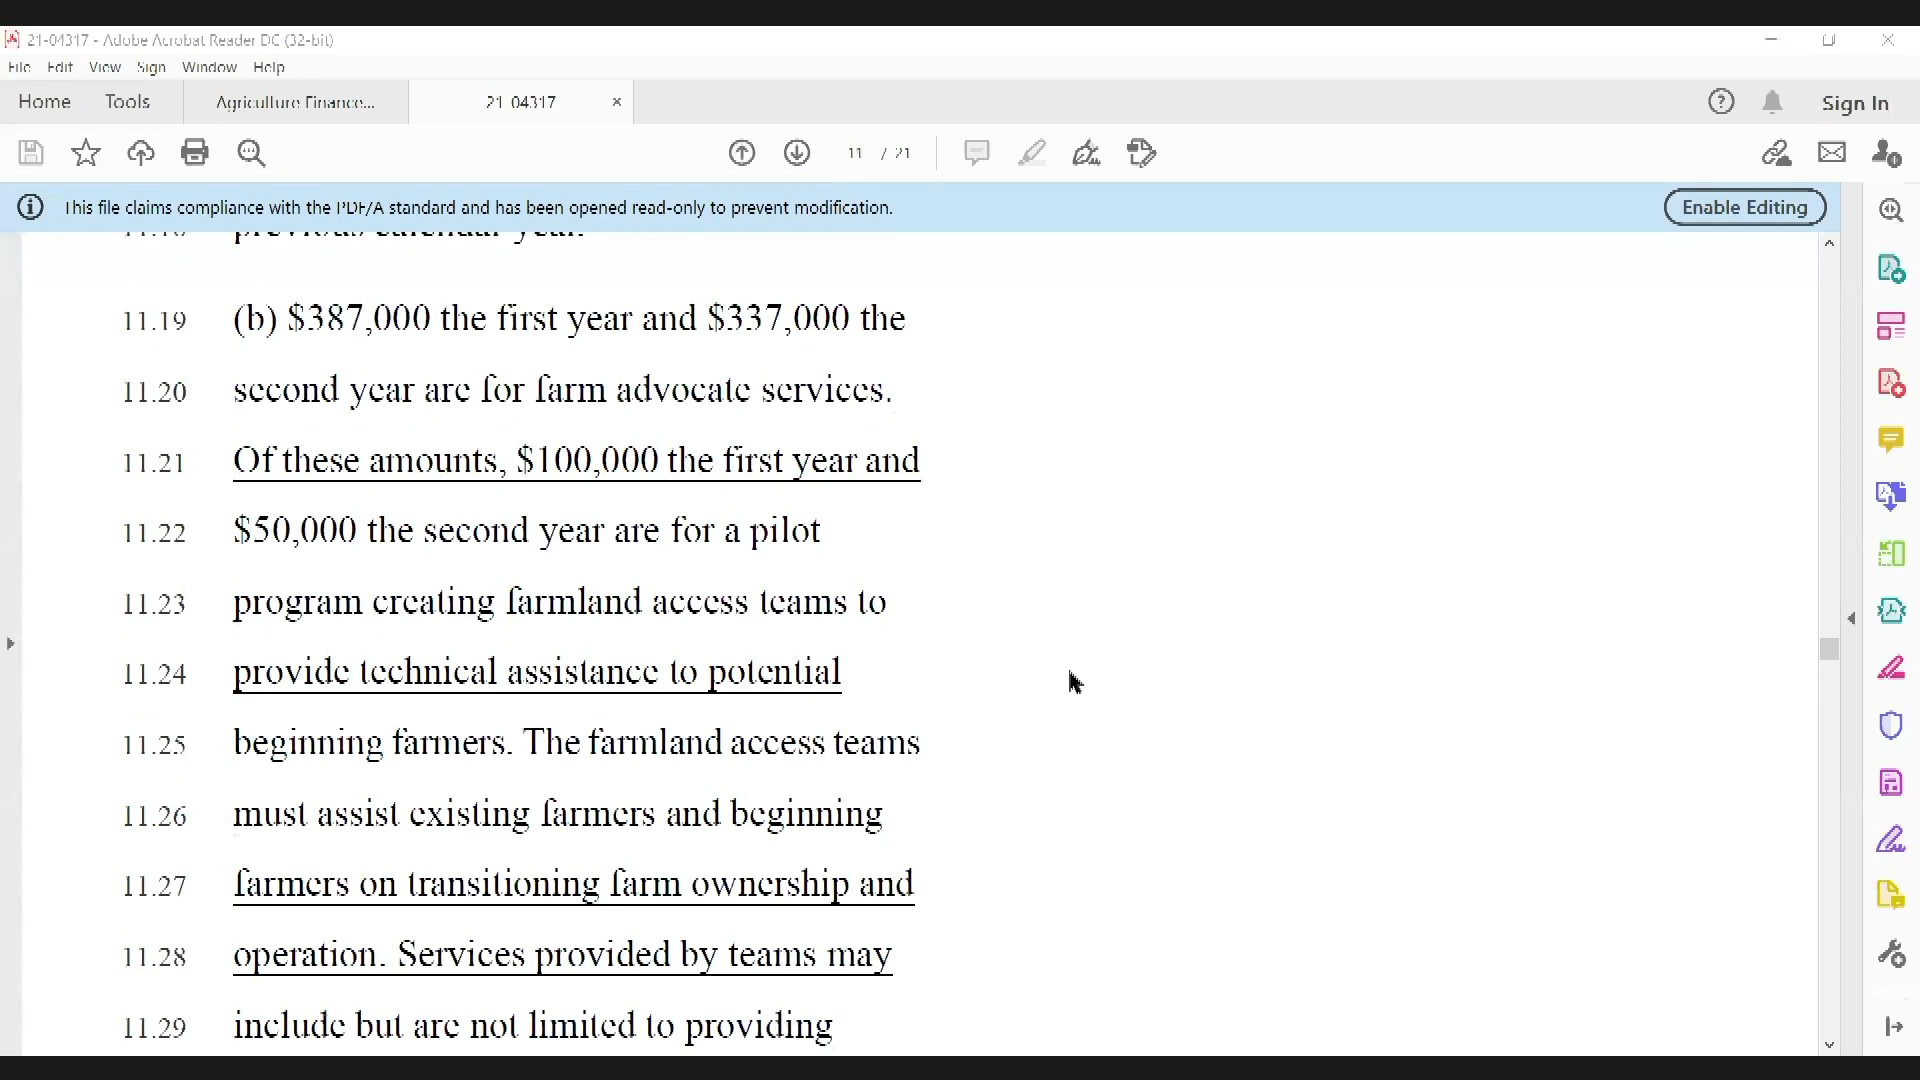 21-04317 - Adobe Acrobat Reader DC (32-bit)
File Edit View Sign Window Help
Home Tools Agriculture Finance... 21-04317 × Sign In
11 / 21
This file claims compliance with the PDF/A standard and has been opened read-only to prevent modification. Enable Editing
previous calendar year.
11.19 (b) $387,000 the first year and $337,000 the
11.20 second year are for farm advocate services.
11.21 Of these amounts, $100,000 the first year and
11.22 $50,000 the second year are for a pilot
11.23 program creating farmland access teams to
11.24 provide technical assistance to potential
11.25 beginning farmers. The farmland access teams
11.26 must assist existing farmers and beginning
11.27 farmers on transitioning farm ownership and
11.28 operation. Services provided by teams may
11.29 include but are not limited to providing